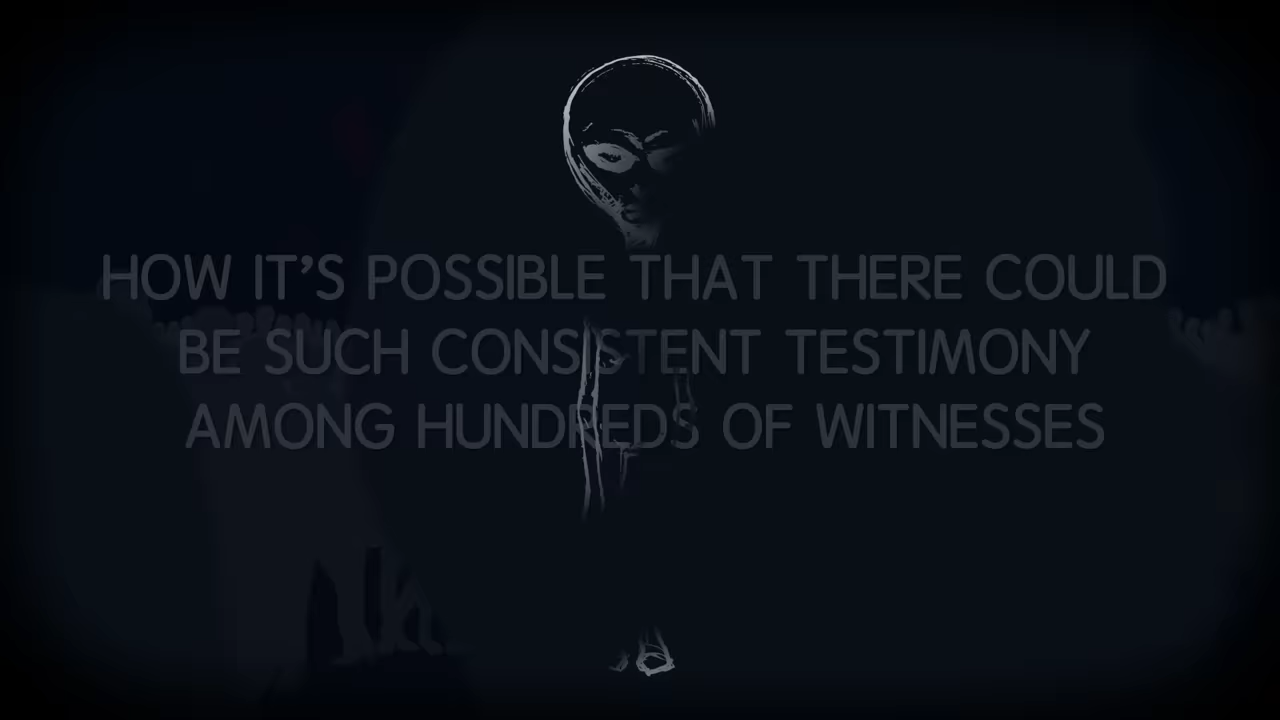 HOW IT’S POSSIBLE THAT THERE COULD
BE SUCH CONSISTENT TESTIMONY
AMONG HUNDREDS OF WITNESSES